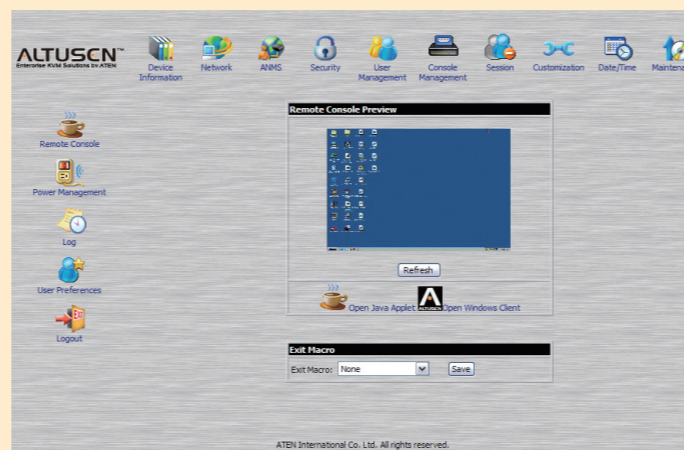 ALTUSCN™
Enterprise KVM Solutions by ATEN
Device Information
Network
ANMS
Security
User Management
Console Management
Session
Customization
Date/Time
Maintena
Remote Console
Power Management
Log
User Preferences
Logout
Remote Console Preview
Refresh
Open Java Applet
ALTUSCN
Open Windows Client
Exit Macro
Exit Macro: None
Save
ATEN International Co. Ltd. All rights reserved.